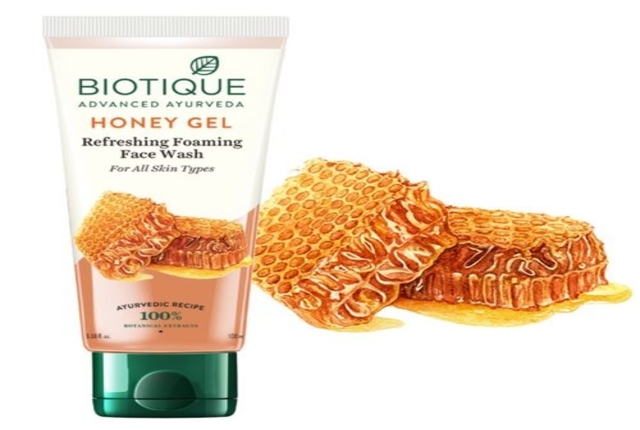 BIOTIQUE
ADVANCED AYURVEDA
HONEY GEL
Refreshing Foaming
Face Wash
For All Skin Types
AYURVEDIC RECIPE
100%
BOTANICAL EXTRACTS